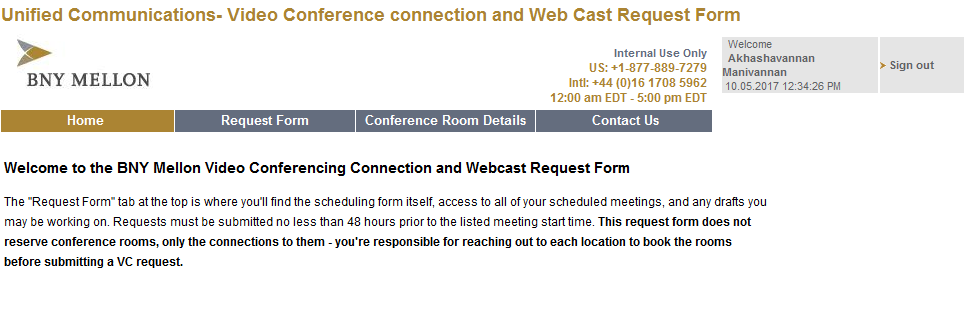 Unified Communications- Video Conference connection and Web Cast Request Form
BNY MELLON
Internal Use Only
US: +1-877-889-7279
Intl: +44 (0)16 1708 5962
12:00 am EDT - 5:00 pm EDT
Welcome
Akhashavannan
Manivannan
10.05.2017 12:34:26 PM
Sign out
Home Request Form Conference Room Details Contact Us
Welcome to the BNY Mellon Video Conferencing Connection and Webcast Request Form
The "Request Form" tab at the top is where you'll find the scheduling form itself, access to all of your scheduled meetings, and any drafts you
may be working on. Requests must be submitted no less than 48 hours prior to the listed meeting start time. This request form does not
reserve conference rooms, only the connections to them - you're responsible for reaching out to each location to book the rooms
before submitting a VC request.